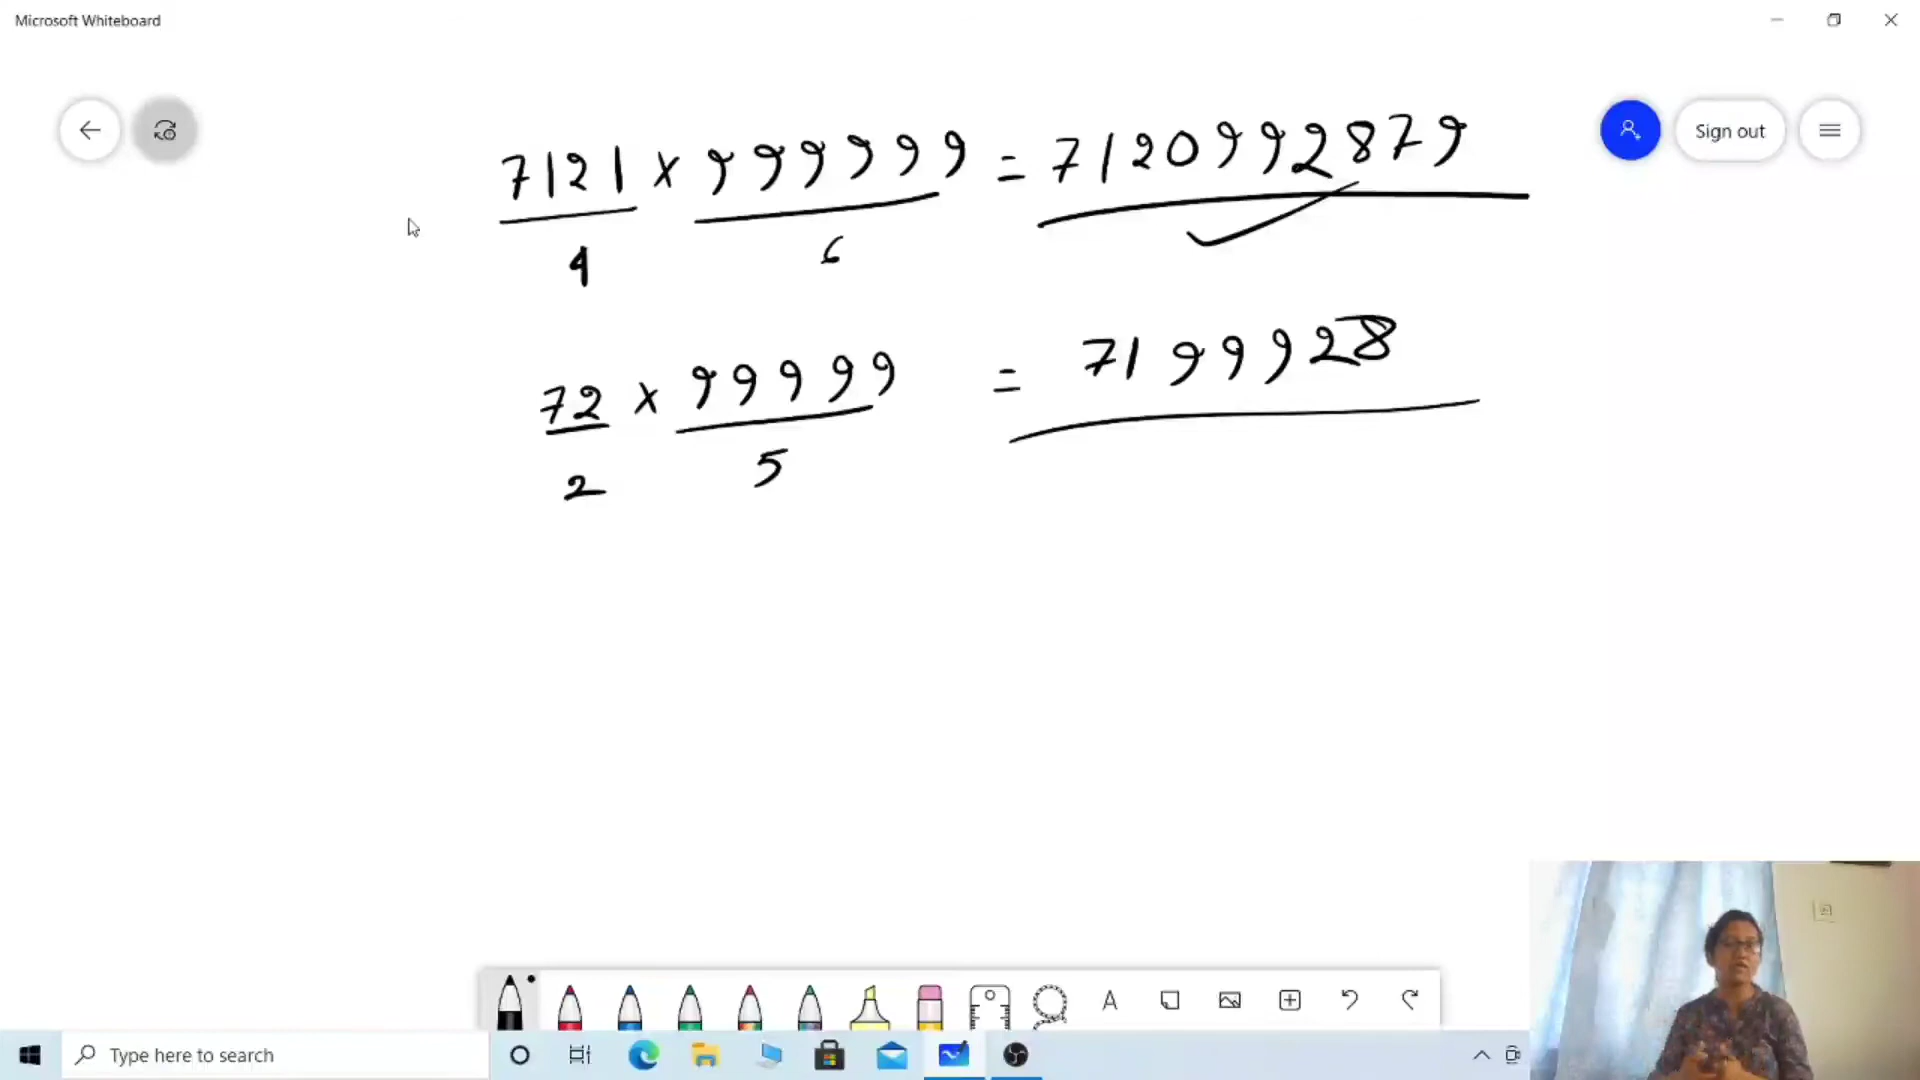 Microsoft Whiteboard
Sign out
7121 x 999999 = 7120992879
4 6
72 x 99999 = 7199928
2 5
A
Type here to search